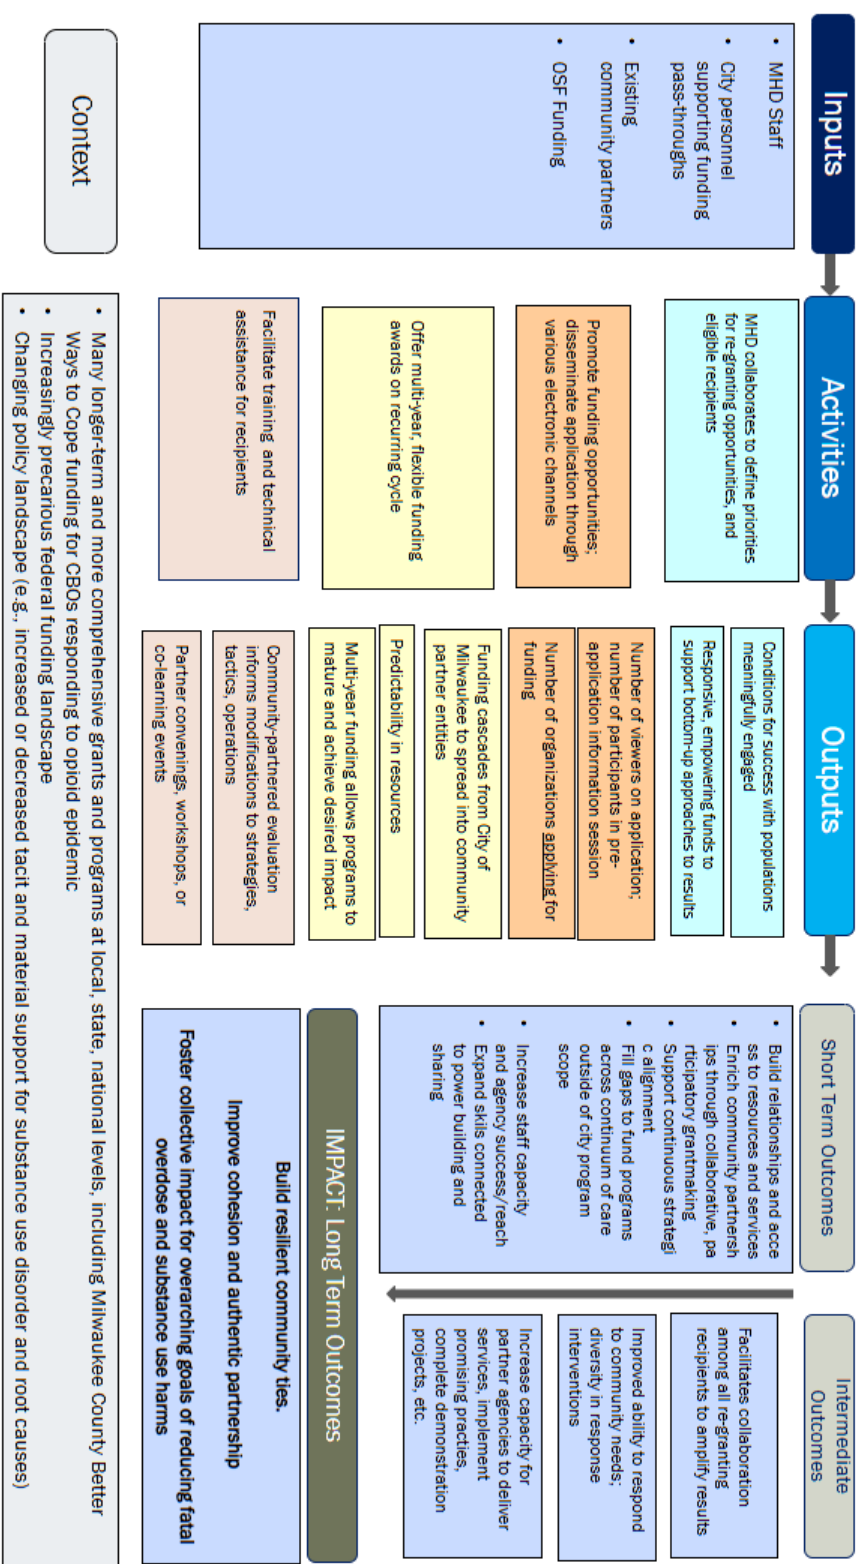 Inputs
• MHD Staff
• City personnel
supporting funding
pass-throughs
• Existing
community partners
• OSF Funding
Activities
MHD collaborates to define priorities
for re-granting opportunities, and
eligible recipients
Promote funding opportunities;
disseminate application through
various electronic channels
Offer multi-year, flexible funding
awards on recurring cycle
Facilitate training and technical
assistance for recipients
Outputs
Conditions for success with populations
meaningfully engaged
Responsive, empowering funds to
support bottom-up approaches to results
Number of viewers on application;
number of participants in pre-
application information session
Number of organizations applying for
funding
Funding cascades from City of
Milwaukee to spread into community
partner entities
Predictability in resources
Multi-year funding allows programs to
mature and achieve desired impact
Community-partnered evaluation
informs modifications to strategies,
tactics, operations
Partner convenings, workshops, or
co-learning events
Short Term Outcomes
• Build relationships and acce
ss to resources and services
• Enrich community partnersh
ips through collaborative, pa
rticipatory grantmaking
• Support continuous strategi
c alignment
• Fill gaps to fund programs
across continuum of care
outside of city program
scope
• Increase staff capacity
and agency success/reach
• Expand skils connected
to power building and
sharing
Intermediate
Outcomes
Facilitates collaboration
among all re-granting
recipients to amplify results
Improved ability to respond
to community needs;
diversity in response
interventions
Increase capacity for
partner agencies to deliver
services, implement
promising practies,
complete demonstration
projects, etc.
IMPACT: Long Term Outcomes
Build resilient community ties.
Improve cohesion and authentic partnership
Foster collective impact for overarching goals of reducing fatal
overdose and substance use harms
Context
• Many longer-term and more comprehensive grants and programs at local, state, national levels, including Milwaukee County Better
Ways to Cope funding for CBOs responding to opioid epidemic
• Increasingly precarious federal funding landscape
• Changing policy landscape (e.g., increased or decreased tacit and material support for substance use disorder and root causes)